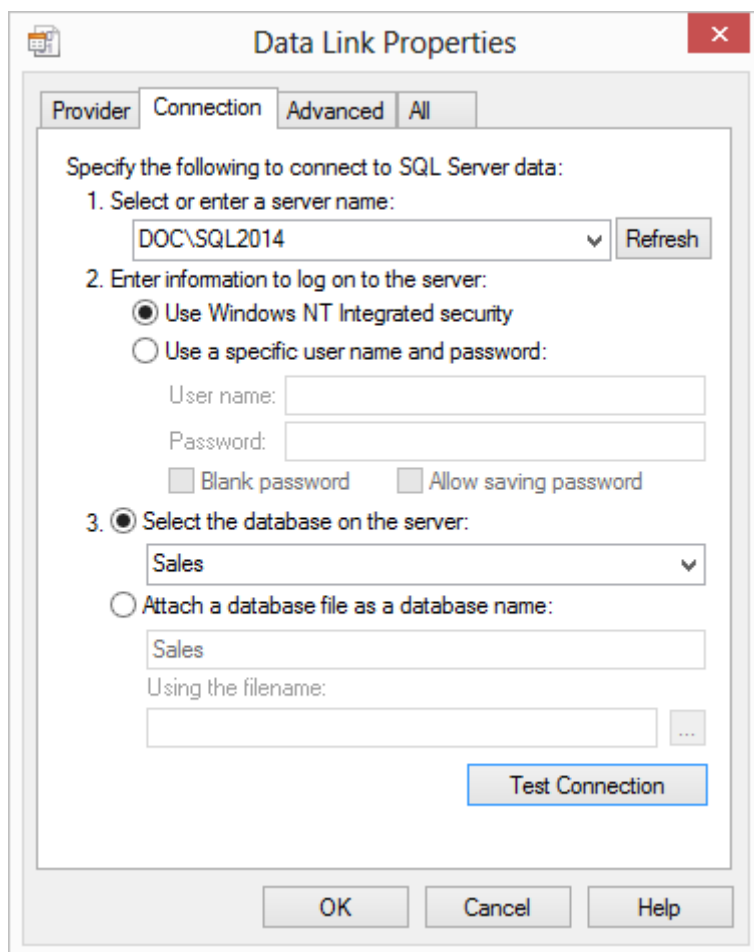 Data Link Properties
Provider Connection Advanced All
Specify the following to connect to SQL Server data:
1. Select or enter a server name:
DOC\SQL2014 Refresh
2. Enter information to log on to the server:
Use Windows NT Integrated security
Use a specific user name and password:
User name:
Password:
Blank password Allow saving password
3. Select the database on the server:
Sales
Attach a database file as a database name:
Sales
Using the filename:
...
Test Connection
OK Cancel Help